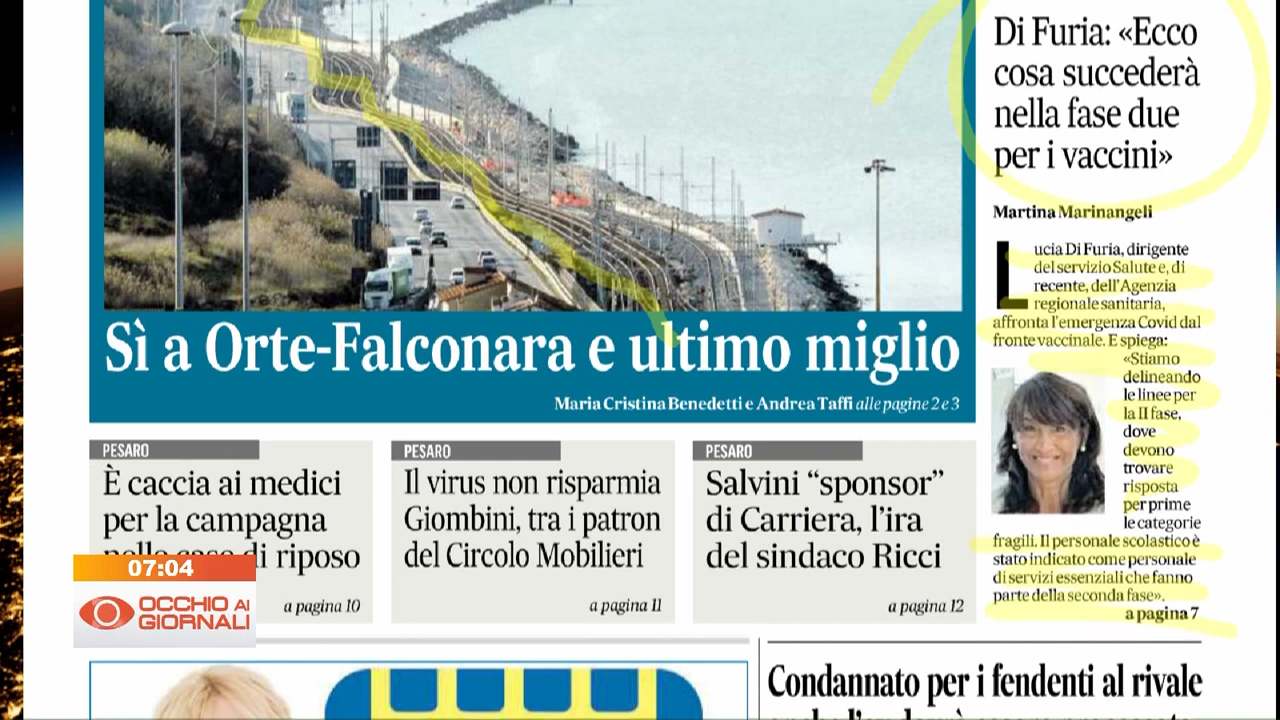 Sì a Orte-Falconara e ultimo miglio
Maria Cristina Benedetti e Andrea Taffi alle pagine 2 e 3
Di Furia: «Ecco
cosa succederà
nella fase due
per i vaccini»
Martina Marinangeli
Lucia Di Furia, dirigente
del servizio Salute e, di
recente, dell'Agenzia
regionale sanitaria,
affronta l'emergenza Covid dal
fronte vaccinale. E spiega:
«Stiamo
delineando
le linee per
la II fase,
dove
devono
trovare
risposta
per prime
le categorie
fragili. Il personale scolastico è
stato indicato come personale
di servizi essenziali che fanno
parte della seconda fase».
a pagina 7
PESARO
È caccia ai medici
per la campagna
di riposo
a pagina 10
PESARO
Il virus non risparmia
Giombini, tra i patron
del Circolo Mobilieri
a pagina 11
PESARO
Salvini “sponsor”
di Carriera, l'ira
del sindaco Ricci
a pagina 12
07:04
OCCHIO AI
GIORNALI
Condannato per i fendenti al rivale